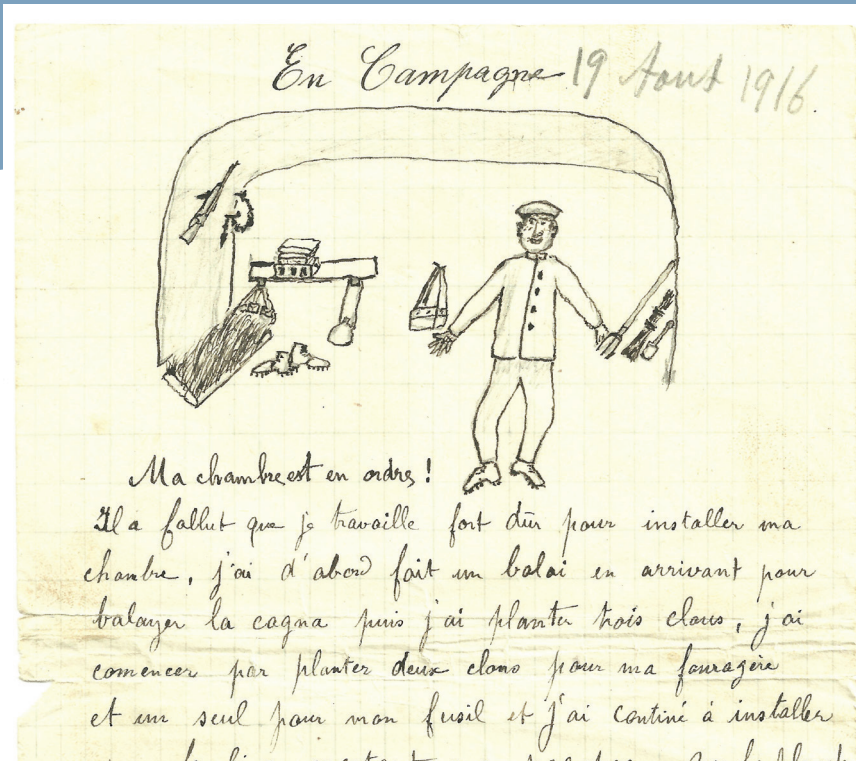 En Campagne 19 Aout 1916
Ma chambre est en ordre !
Il a fallut que je travaille fort dûr pour installer ma
chambre, j'ai d'abord fait un balai en arrivant pour
balayer la cagna puis j'ai planter trois clous, j'ai
comencer par planter deux clous pour ma fouragère
et un seul pour mon fusil et j'ai continé à installer